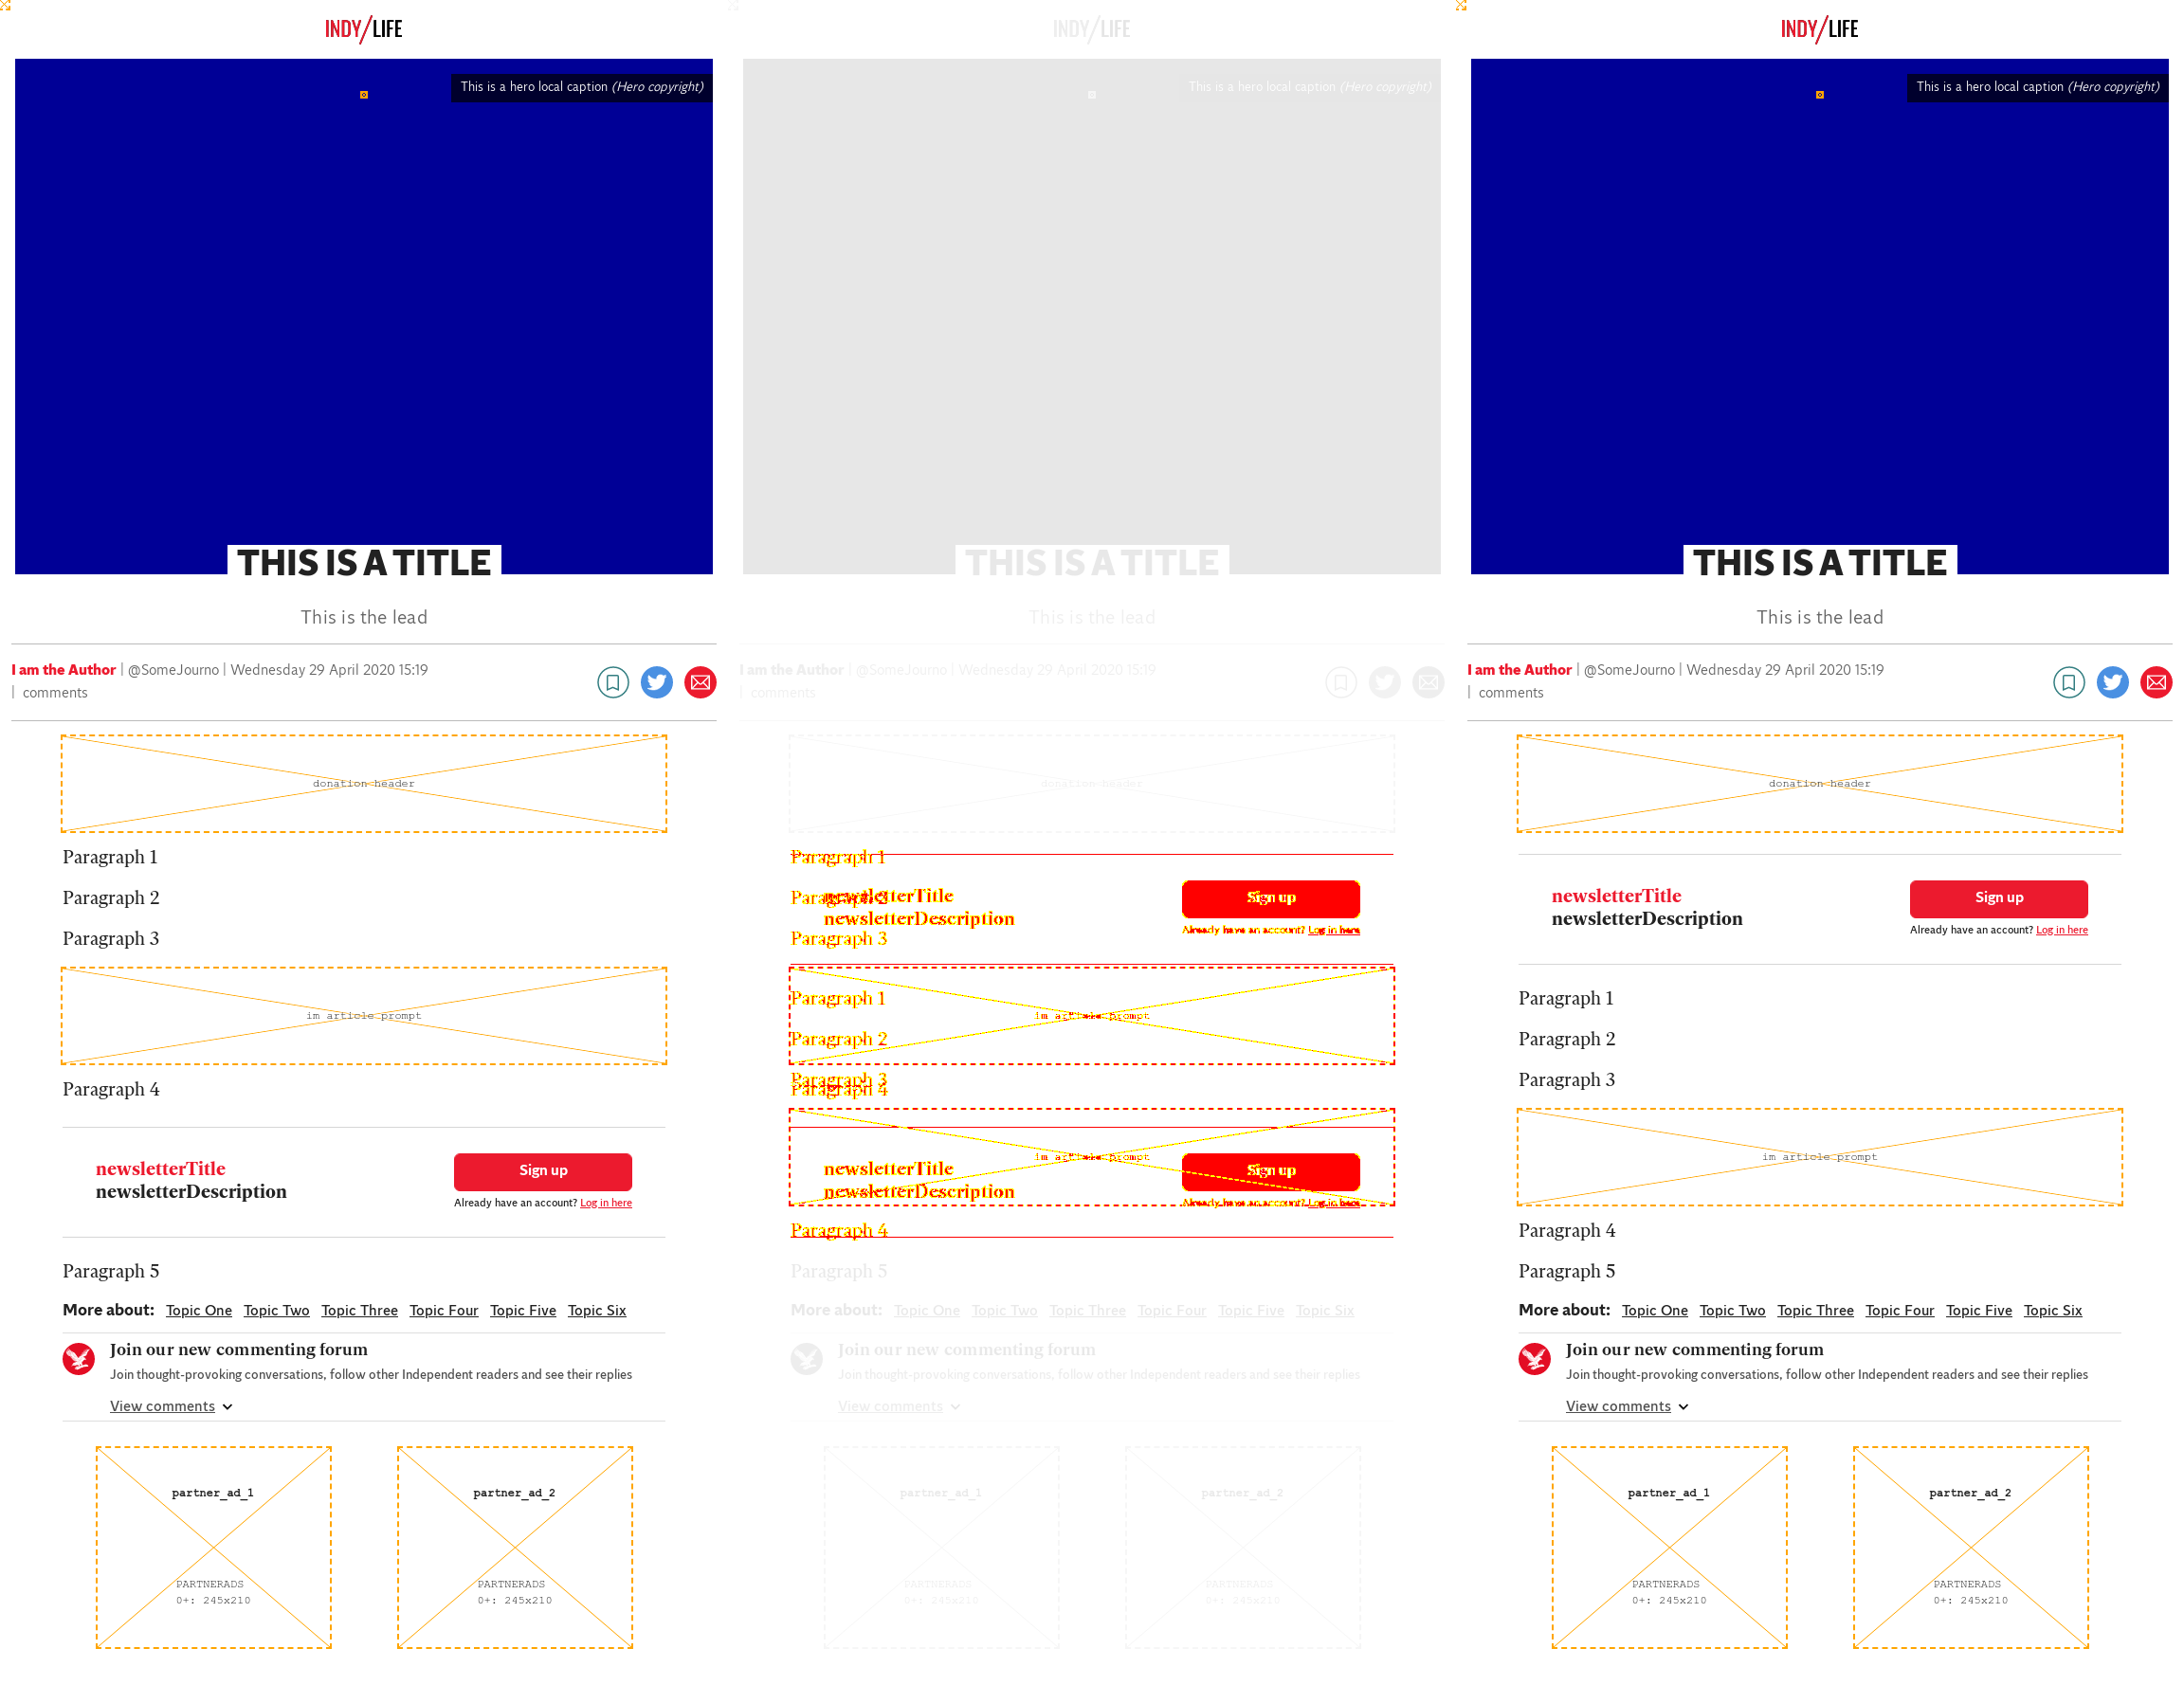 INDY/LIFE
This is a hero local caption (Hero copyright)
THIS IS A TITLE
This is the lead
I am the Author | @SomeJourno | Wednesday 29 April 2020 15:19
| comments
donation header
Paragraph 1
Paragraph 2
Paragraph 3
im article prompt
Paragraph 4
newsletterTitle
newsletterDescription
Sign up
Already have an account? Log in here
Paragraph 5
More about: Topic One Topic Two Topic Three Topic Four Topic Five Topic Six
Join our new commenting forum
Join thought-provoking conversations, follow other Independent readers and see their replies
View comments
partner_ad_1
PARTNERADS
0+: 245x210
partner_ad_2
PARTNERADS
0+: 245x210
INDY/LIFE
This is a hero local caption (Hero copyright)
THIS IS A TITLE
This is the lead
I am the Author | @SomeJourno | Wednesday 29 April 2020 15:19
| comments
donation header
Paragraph 1
Paragraph 2
newsletterTitle
newsletterDescription
Sign up
Already have an account? Log in here
Paragraph 3
Paragraph 1
im article prompt
Paragraph 2
Paragraph 3
Paragraph 4
im article prompt
newsletterTitle
newsletterDescription
Sign up
Already have an account? Log in here
Paragraph 4
Paragraph 5
More about: Topic One Topic Two Topic Three Topic Four Topic Five Topic Six
Join our new commenting forum
Join thought-provoking conversations, follow other Independent readers and see their replies
View comments
partner_ad_1
PARTNERADS
0+: 245x210
partner_ad_2
PARTNERADS
0+: 245x210
INDY/LIFE
This is a hero local caption (Hero copyright)
THIS IS A TITLE
This is the lead
I am the Author | @SomeJourno | Wednesday 29 April 2020 15:19
| comments
donation header
newsletterTitle
newsletterDescription
Sign up
Already have an account? Log in here
Paragraph 1
Paragraph 2
Paragraph 3
im article prompt
Paragraph 4
Paragraph 5
More about: Topic One Topic Two Topic Three Topic Four Topic Five Topic Six
Join our new commenting forum
Join thought-provoking conversations, follow other Independent readers and see their replies
View comments
partner_ad_1
PARTNERADS
0+: 245x210
partner_ad_2
PARTNERADS
0+: 245x210